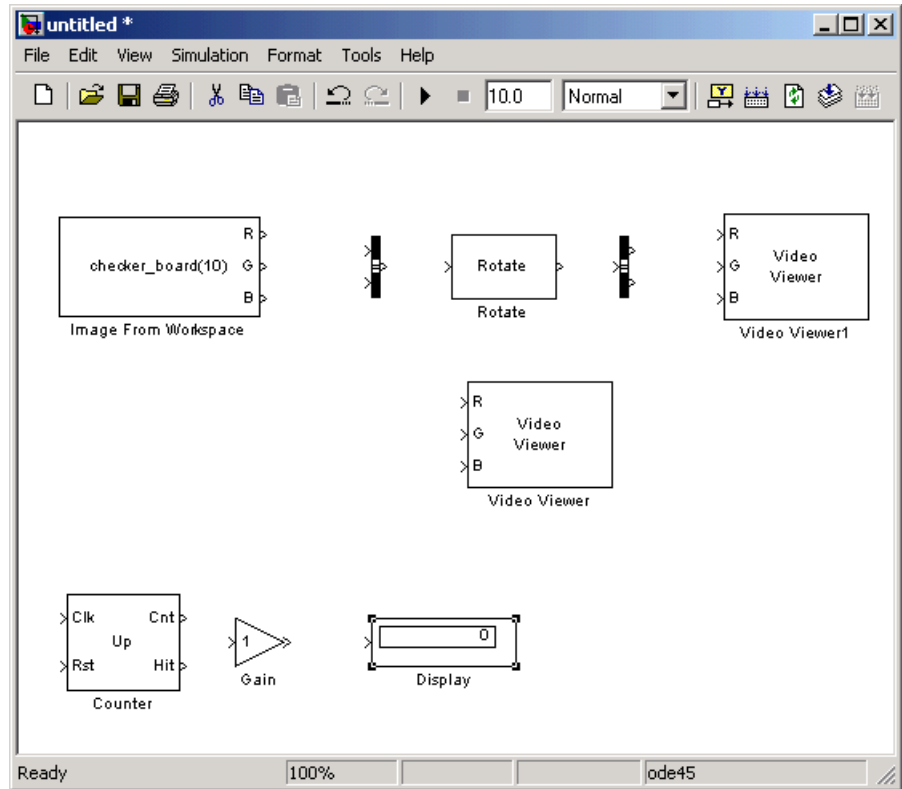 untitled *
File Edit View Simulation Format Tools Help
10.0 Normal
R
checker_board(10) G
B
Image From Workspace
Rotate
Rotate
R
G
B
Video
Viewer
Video Viewer1
R
G
B
Video
Viewer
Video Viewer
Clk Cnt
Up
Rst Hit
Counter
1
Gain
0
Display
Ready 100% ode45